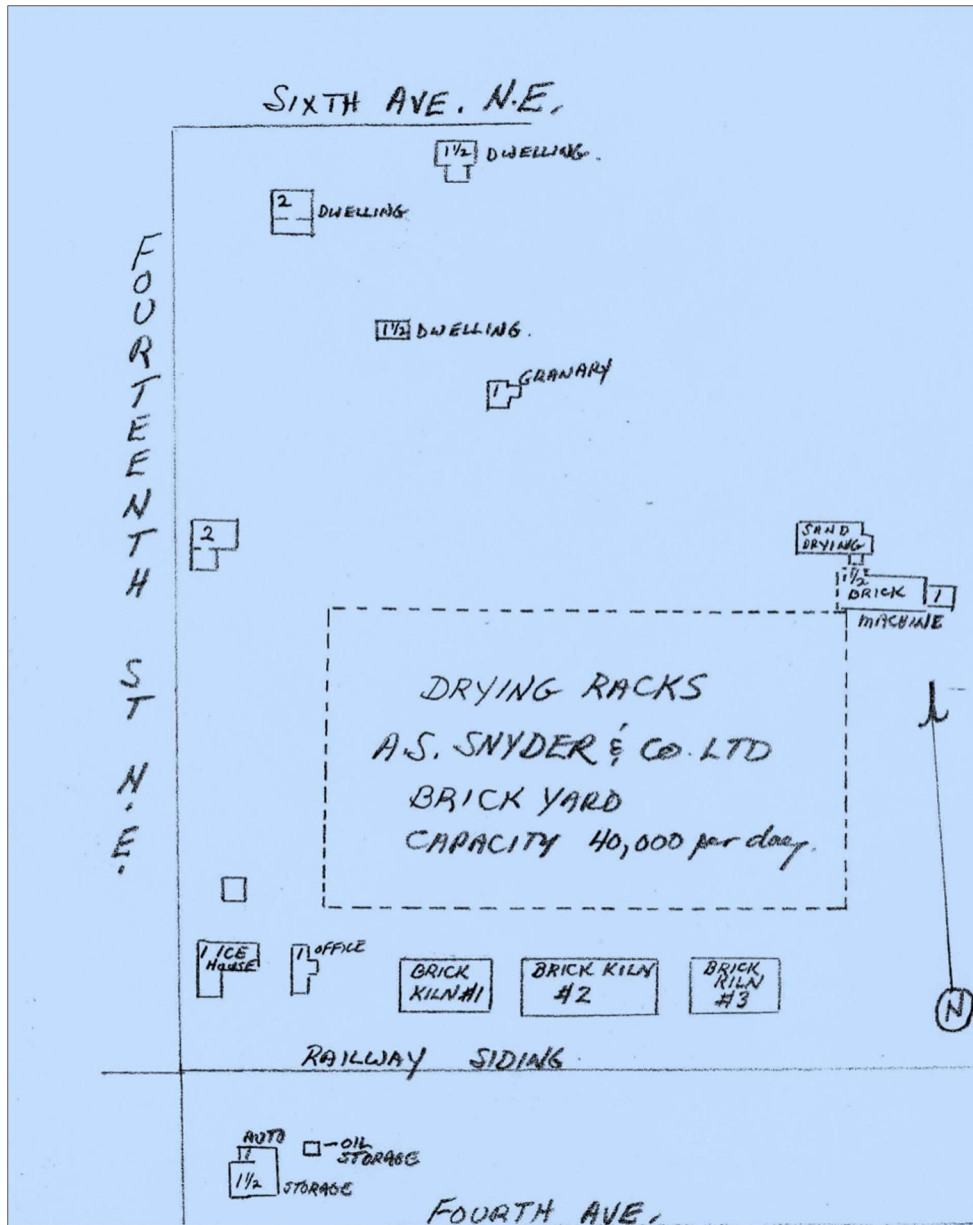 SIXTH AVE. N.E.
1½ DWELLING.
2 DWELLING
FOURTEENTH ST N.E.
1½ DWELLING.
1 GRANARY
2
SAND
DRYING
1½
BRICK 1
MACHINE
DRYING RACKS
A.S. SNYDER & CO. LTD
BRICK YARD
CAPACITY 40,000 per day.
1 ICE
HOUSE
1 OFFICE
BRICK
KILN #1
BRICK KILN
#2
BRICK
KILN
#3
N
RAILWAY SIDING
AUTO
1
1½ STORAGE
OIL
STORAGE
FOURTH AVE.